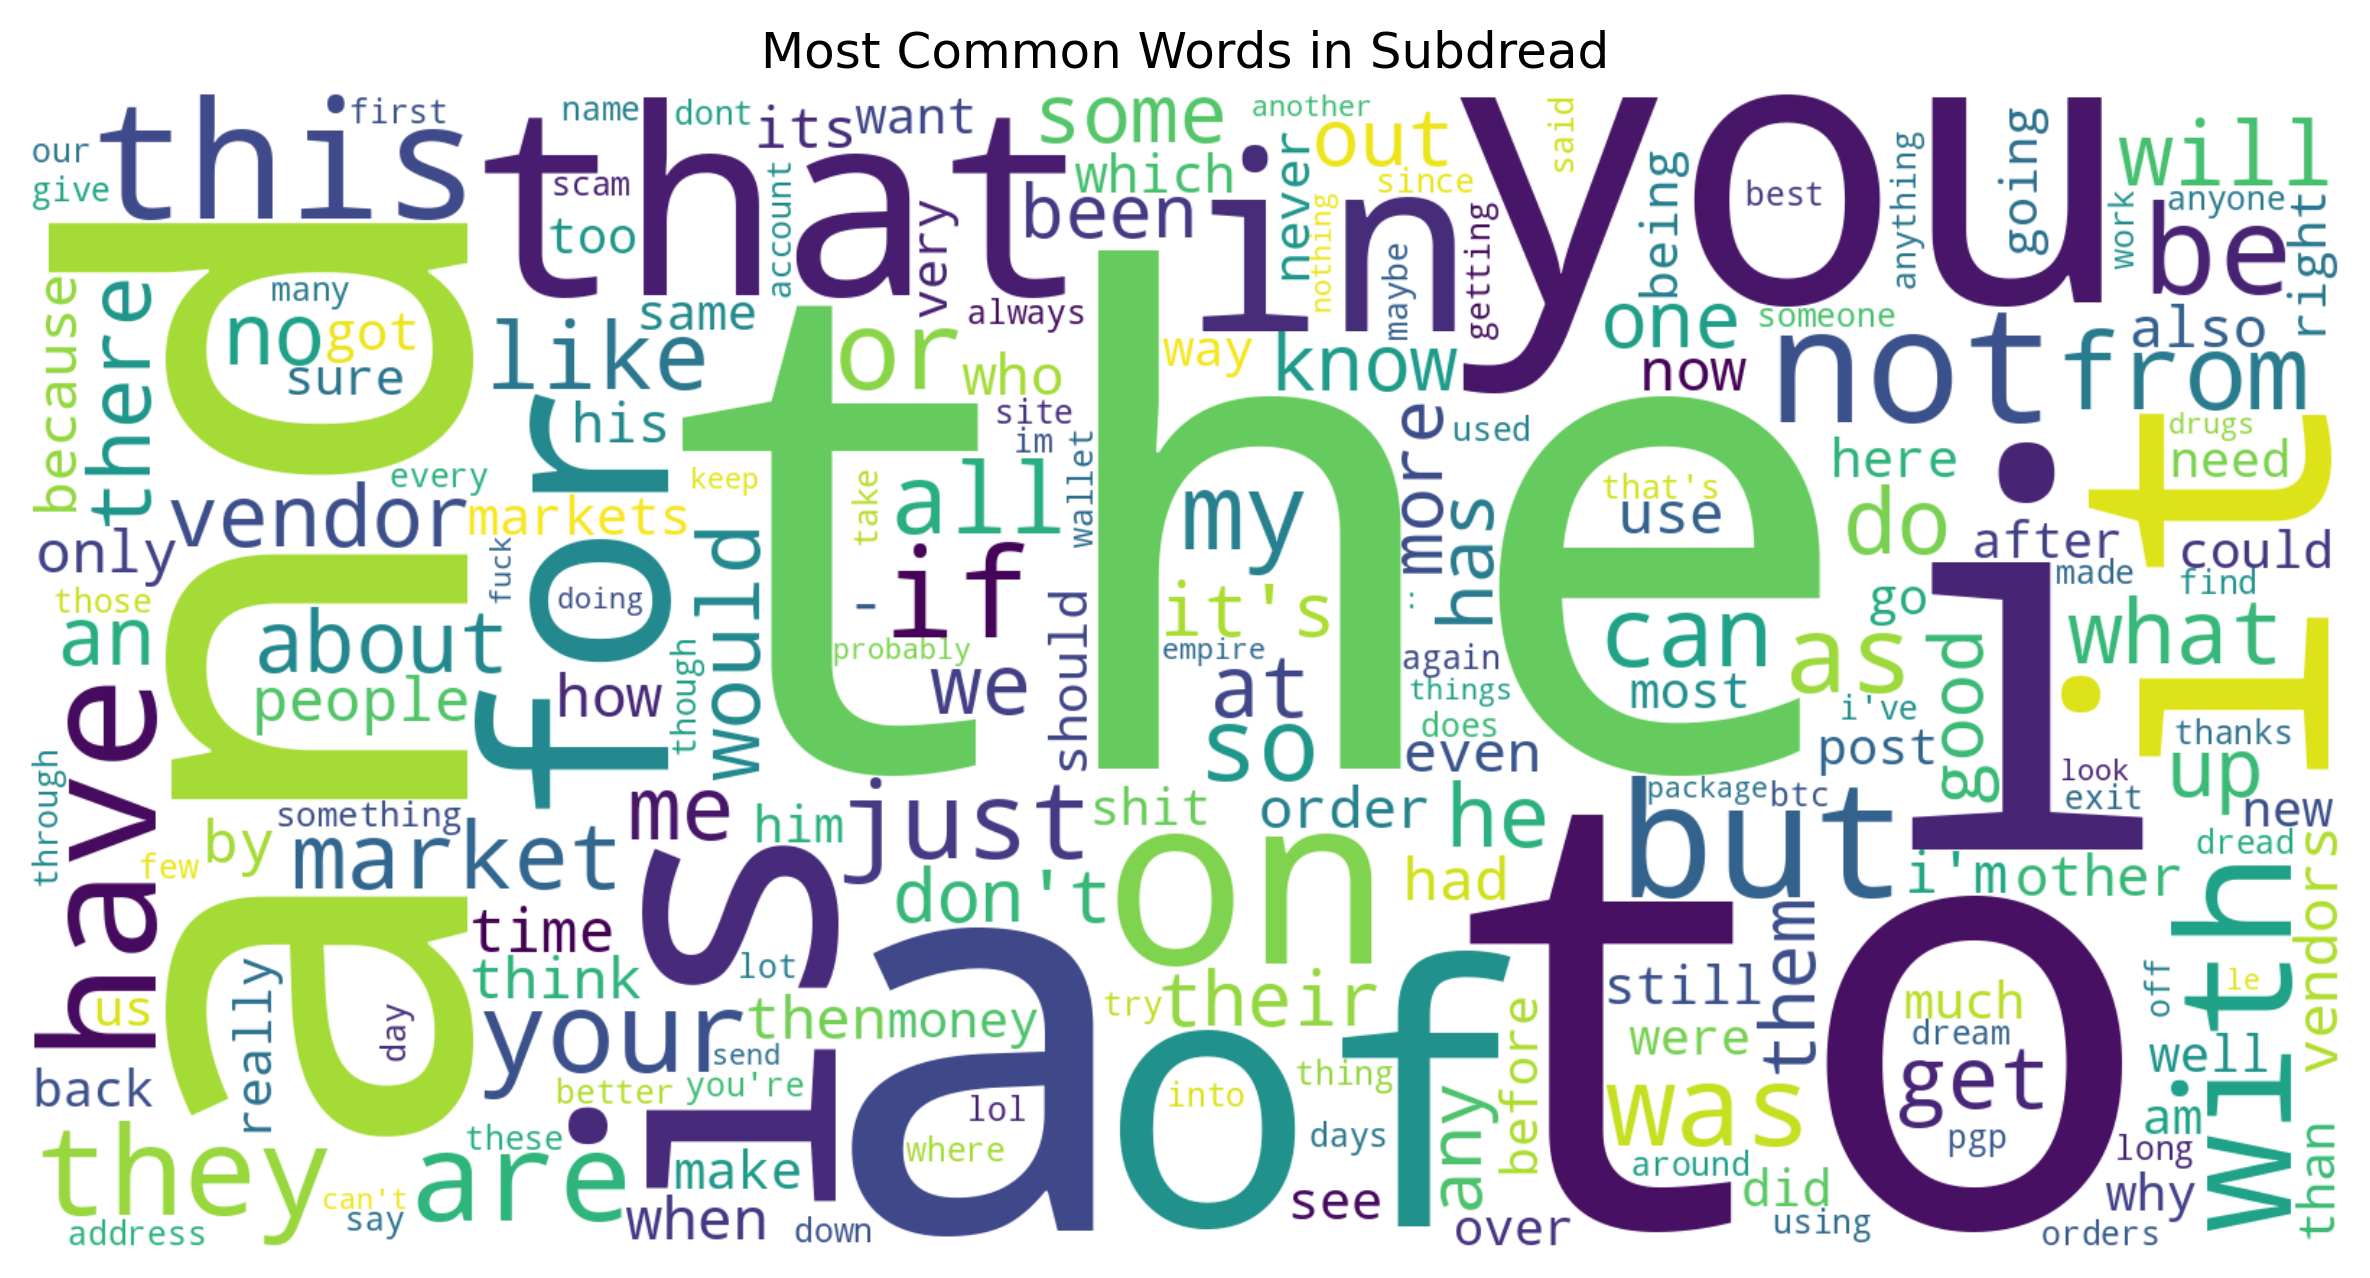 Most Common Words in Subdread
this
first
our
give
that
name
dont
its
want
scam
too
account
very
some
another
which
been
in
out
never
since
nothing
maybe
getting
said
you
best
being
anything
going
will
anyone
work
be
right
and
many
no
got
sure
because
there
like
same
always
or
who
the
way
know
one
someone
now
not
also
from
his
for
site
im
used
here
drugs
need
it
every
vendor
markets
keep
take
all
wallet
my
more
has
that's
use
do
after
could
only
fuck
doing
would
-
if
it's
:
made
find
those
an
about
people
how
though
probably
we
should
empire
at
again
things
does
can
most
as
go
good
i
what
have
so
even
i've
post
thanks
look
exit
up
new
through
something
few
by
market
me
him
just
shit
order
he
package
btc
but
dread
i'm
other
had
don't
on
is
time
think
lot
us
really
day
your
then
money
their
try
a
of
to
still
them
much
dream
get
pgp
were
off
le
with
vendors
well
back
send
better
you're
into
thing
any
before
was
am
lol
where
days
they
these
are
can't
say
address
make
when
down
see
over
around
did
using
long
why
orders
than